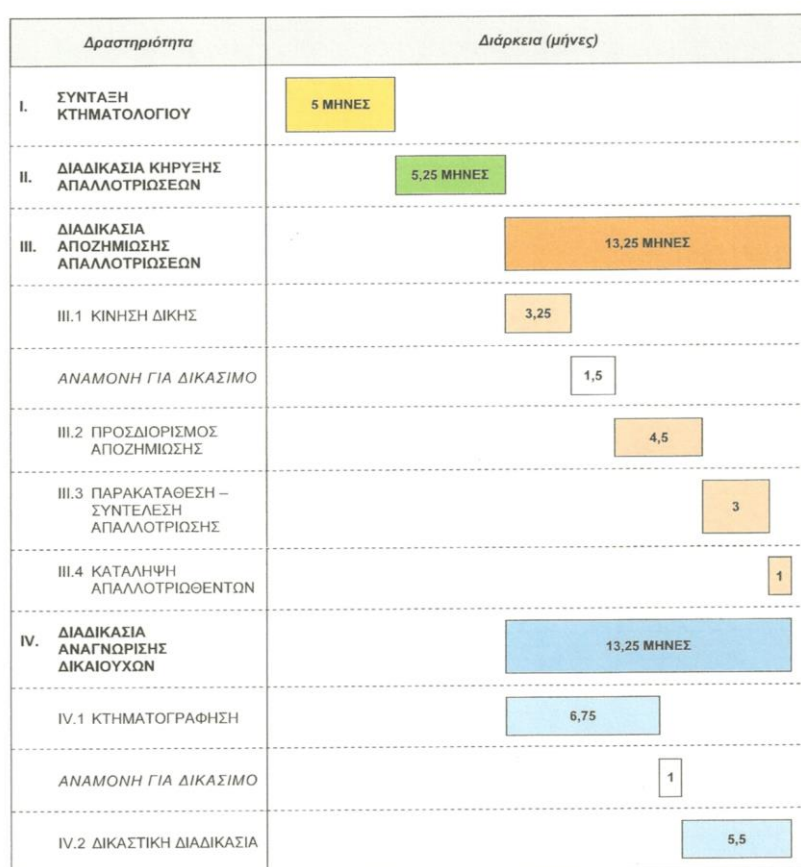 Δραστηριότητα
Διάρκεια (μήνες)
I. ΣΥΝΤΑΞΗ
ΚΤΗΜΑΤΟΛΟΓΙΟΥ
5 ΜΗΝΕΣ
II. ΔΙΑΔΙΚΑΣΙΑ ΚΗΡΥΞΗΣ
ΑΠΑΛΛΟΤΡΙΩΣΕΩΝ
5,25 ΜΗΝΕΣ
III. ΔΙΑΔΙΚΑΣΙΑ
ΑΠΟΖΗΜΙΩΣΗΣ
ΑΠΑΛΛΟΤΡΙΩΣΕΩΝ
13,25 ΜΗΝΕΣ
III.1 ΚΙΝΗΣΗ ΔΙΚΗΣ
3,25
ΑΝΑΜΟΝΗ ΓΙΑ ΔΙΚΑΣΙΜΟ
1,5
III.2 ΠΡΟΣΔΙΟΡΙΣΜΟΣ
ΑΠΟΖΗΜΙΩΣΗΣ
4,5
III.3 ΠΑΡΑΚΑΤΑΘΕΣΗ –
ΣΥΝΤΕΛΕΣΗ
ΑΠΑΛΛΟΤΡΙΩΣΗΣ
3
III.4 ΚΑΤΑΛΗΨΗ
ΑΠΑΛΛΟΤΡΙΩΘΕΝΤΩΝ
1
IV. ΔΙΑΔΙΚΑΣΙΑ
ΑΝΑΓΝΩΡΙΣΗΣ
ΔΙΚΑΙΟΥΧΩΝ
13,25 ΜΗΝΕΣ
IV.1 ΚΤΗΜΑΤΟΓΡΑΦΗΣΗ
6,75
ΑΝΑΜΟΝΗ ΓΙΑ ΔΙΚΑΣΙΜΟ
1
IV.2 ΔΙΚΑΣΤΙΚΗ ΔΙΑΔΙΚΑΣΙΑ
5,5